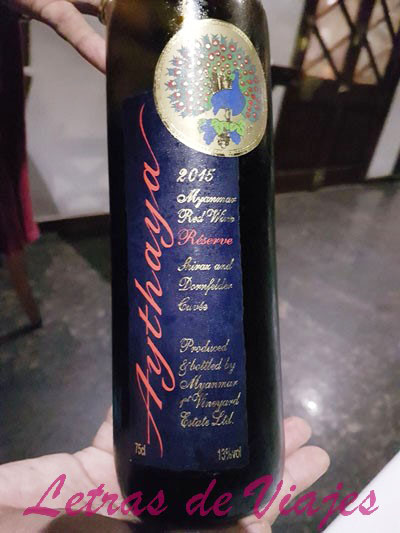 Aythaya
2015
Myanmar
Red Wine
Réserve
Shiraz and
Dornfelder
Cuvée
Produced
& bottled by
Myanmar
1st Vineyard
Estate Ltd.
75cl
13%vol
Letras de Viajes